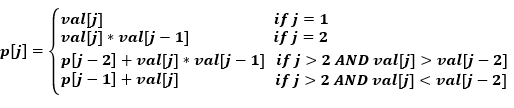 val[j] if j = 1
val[j] * val[j − 1] if j = 2
p[j] = p[j − 2] + val[j] * val[j − 1] if j > 2 AND val[j] > val[j − 2]
p[j − 1] + val[j] if j > 2 AND val[j] < val[j − 2]